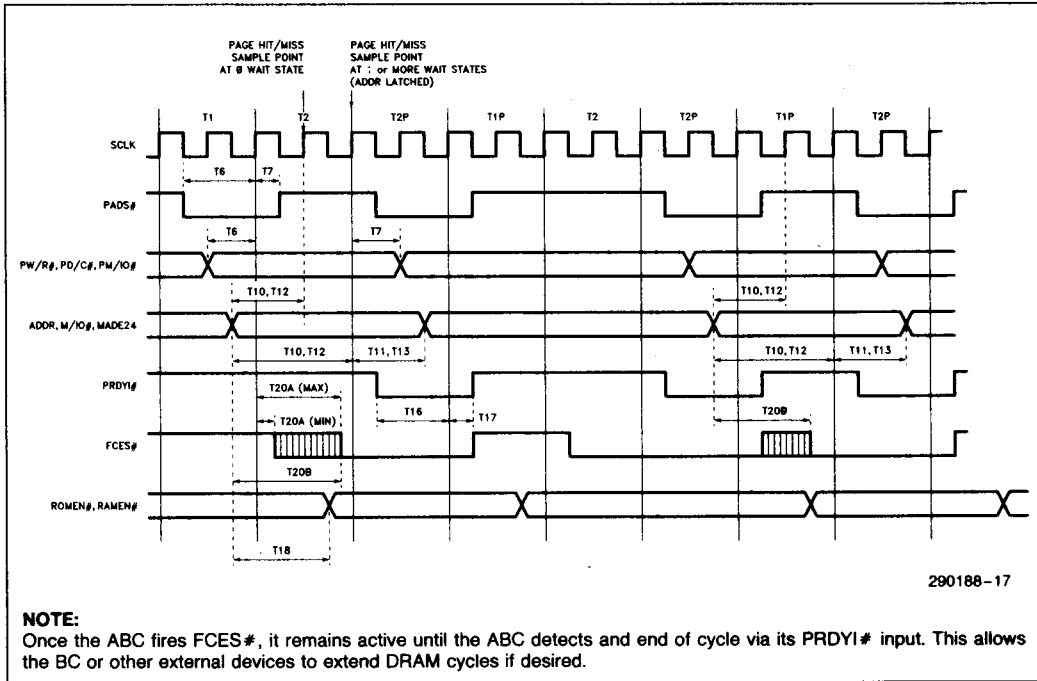 PAGE HIT/MISS
SAMPLE POINT
AT 0 WAIT STATE
PAGE HIT/MISS
SAMPLE POINT
AT : or MORE WAIT STATES
(ADDR LATCHED)
T1 T2 T2P T1P T2 T2P T1P T2P
SCLK
T6 T7
PADS#
T6 T7
PW/R#, PD/C#, PM/IO#
T10, T12 T10, T12
ADDR, M/IO#, MADE24
T10, T12 T11, T13 T10, T12 T11, T13
PRDYI#
T20A (MAX) T16 T17 T20B
T20A (MIN)
FCES#
T20B
ROMEN#, RAMEN#
T18
290188-17
NOTE:
Once the ABC fires FCES#, it remains active until the ABC detects and end of cycle via its PRDYI# input. This allows
the BC or other external devices to extend DRAM cycles if desired.